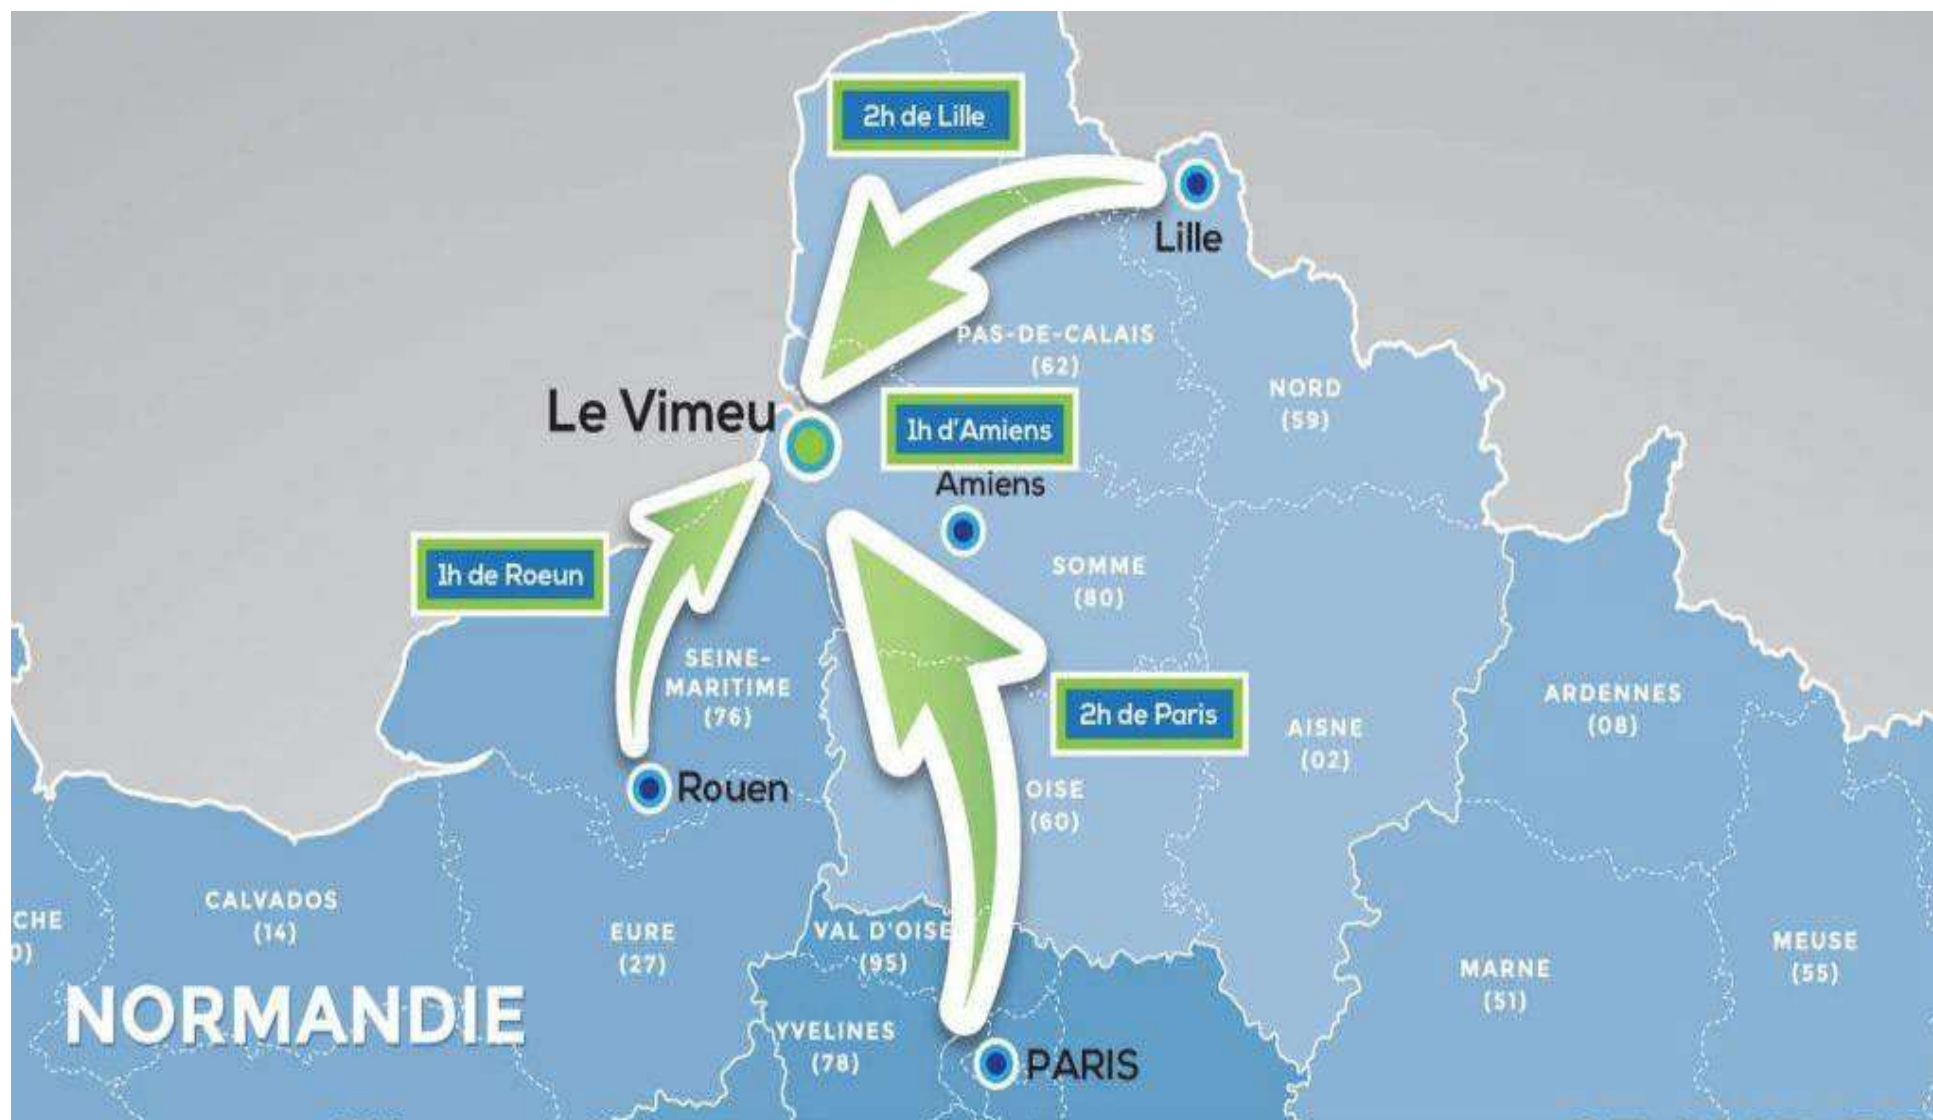 2h de Lille
Lille
PAS-DE-CALAIS
(62)
Le Vimeu
NORD
(59)
1h d'Amiens
Amiens
1h de Roeun
SOMME
(80)
SEINE-
MARITIME
(76)
2h de Paris
ARDENNES
(08)
AISNE
(02)
Rouen
OISE
(60)
CALVADOS
(14)
CHE
0)
EURE
(27)
VAL D'OISE
(95)
MARNE
(51)
MEUSE
(55)
NORMANDIE
YVELINES
(78)
PARIS